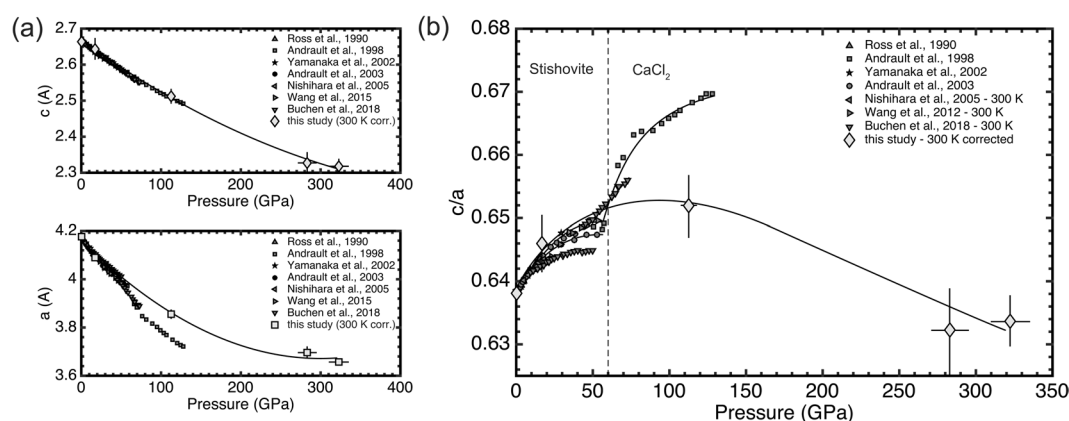 (a)
2.7
2.6
2.5
2.4
2.3
c (A)
Ross et al., 1990
Andrault et al., 1998
Yamanaka et al., 2002
Andrault et al., 2003
Nishihara et al., 2005
Wang et al., 2015
Buchen et al., 2018
this study (300 K corr.)
0 100 200 300 400
Pressure (GPa)
4.2
4
3.8
3.6
a (A)
Ross et al., 1990
Andrault et al., 1998
Yamanaka et al., 2002
Andrault et al., 2003
Nishihara et al., 2005
Wang et al., 2015
Buchen et al., 2018
this study (300 K corr.)
0 100 200 300 400
Pressure (GPa)
(b)
0.68
0.67
0.66
0.65
0.64
0.63
c/a
Stishovite
CaCl2
Ross et al., 1990
Andrault et al., 1998
Yamanaka et al., 2002
Andrault et al., 2003
Nishihara et al., 2005 - 300 K
Wang et al., 2012 - 300 K
Buchen et al., 2018 - 300 K
this study - 300 K corrected
0 50 100 150 200 250 300 350
Pressure (GPa)